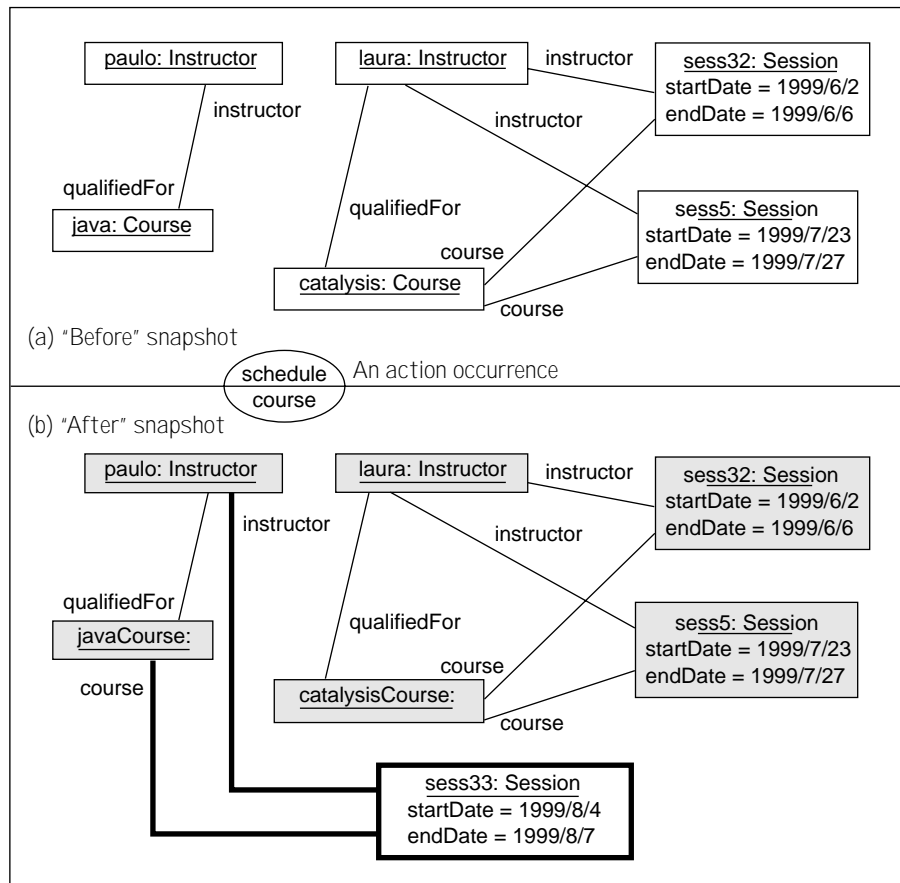 paulo: Instructor
laura: Instructor
instructor
sess32: Session
startDate = 1999/6/2
endDate = 1999/6/6
instructor
instructor
qualifiedFor
java: Course
qualifiedFor
sess5: Session
startDate = 1999/7/23
endDate = 1999/7/27
course
catalysis: Course
course
(a) "Before" snapshot
schedule
course
An action occurrence
(b) "After" snapshot
paulo: Instructor
laura: Instructor
instructor
sess32: Session
startDate = 1999/6/2
endDate = 1999/6/6
instructor
instructor
qualifiedFor
javaCourse:
qualifiedFor
sess5: Session
startDate = 1999/7/23
endDate = 1999/7/27
course
course
catalysisCourse:
course
sess33: Session
startDate = 1999/8/4
endDate = 1999/8/7